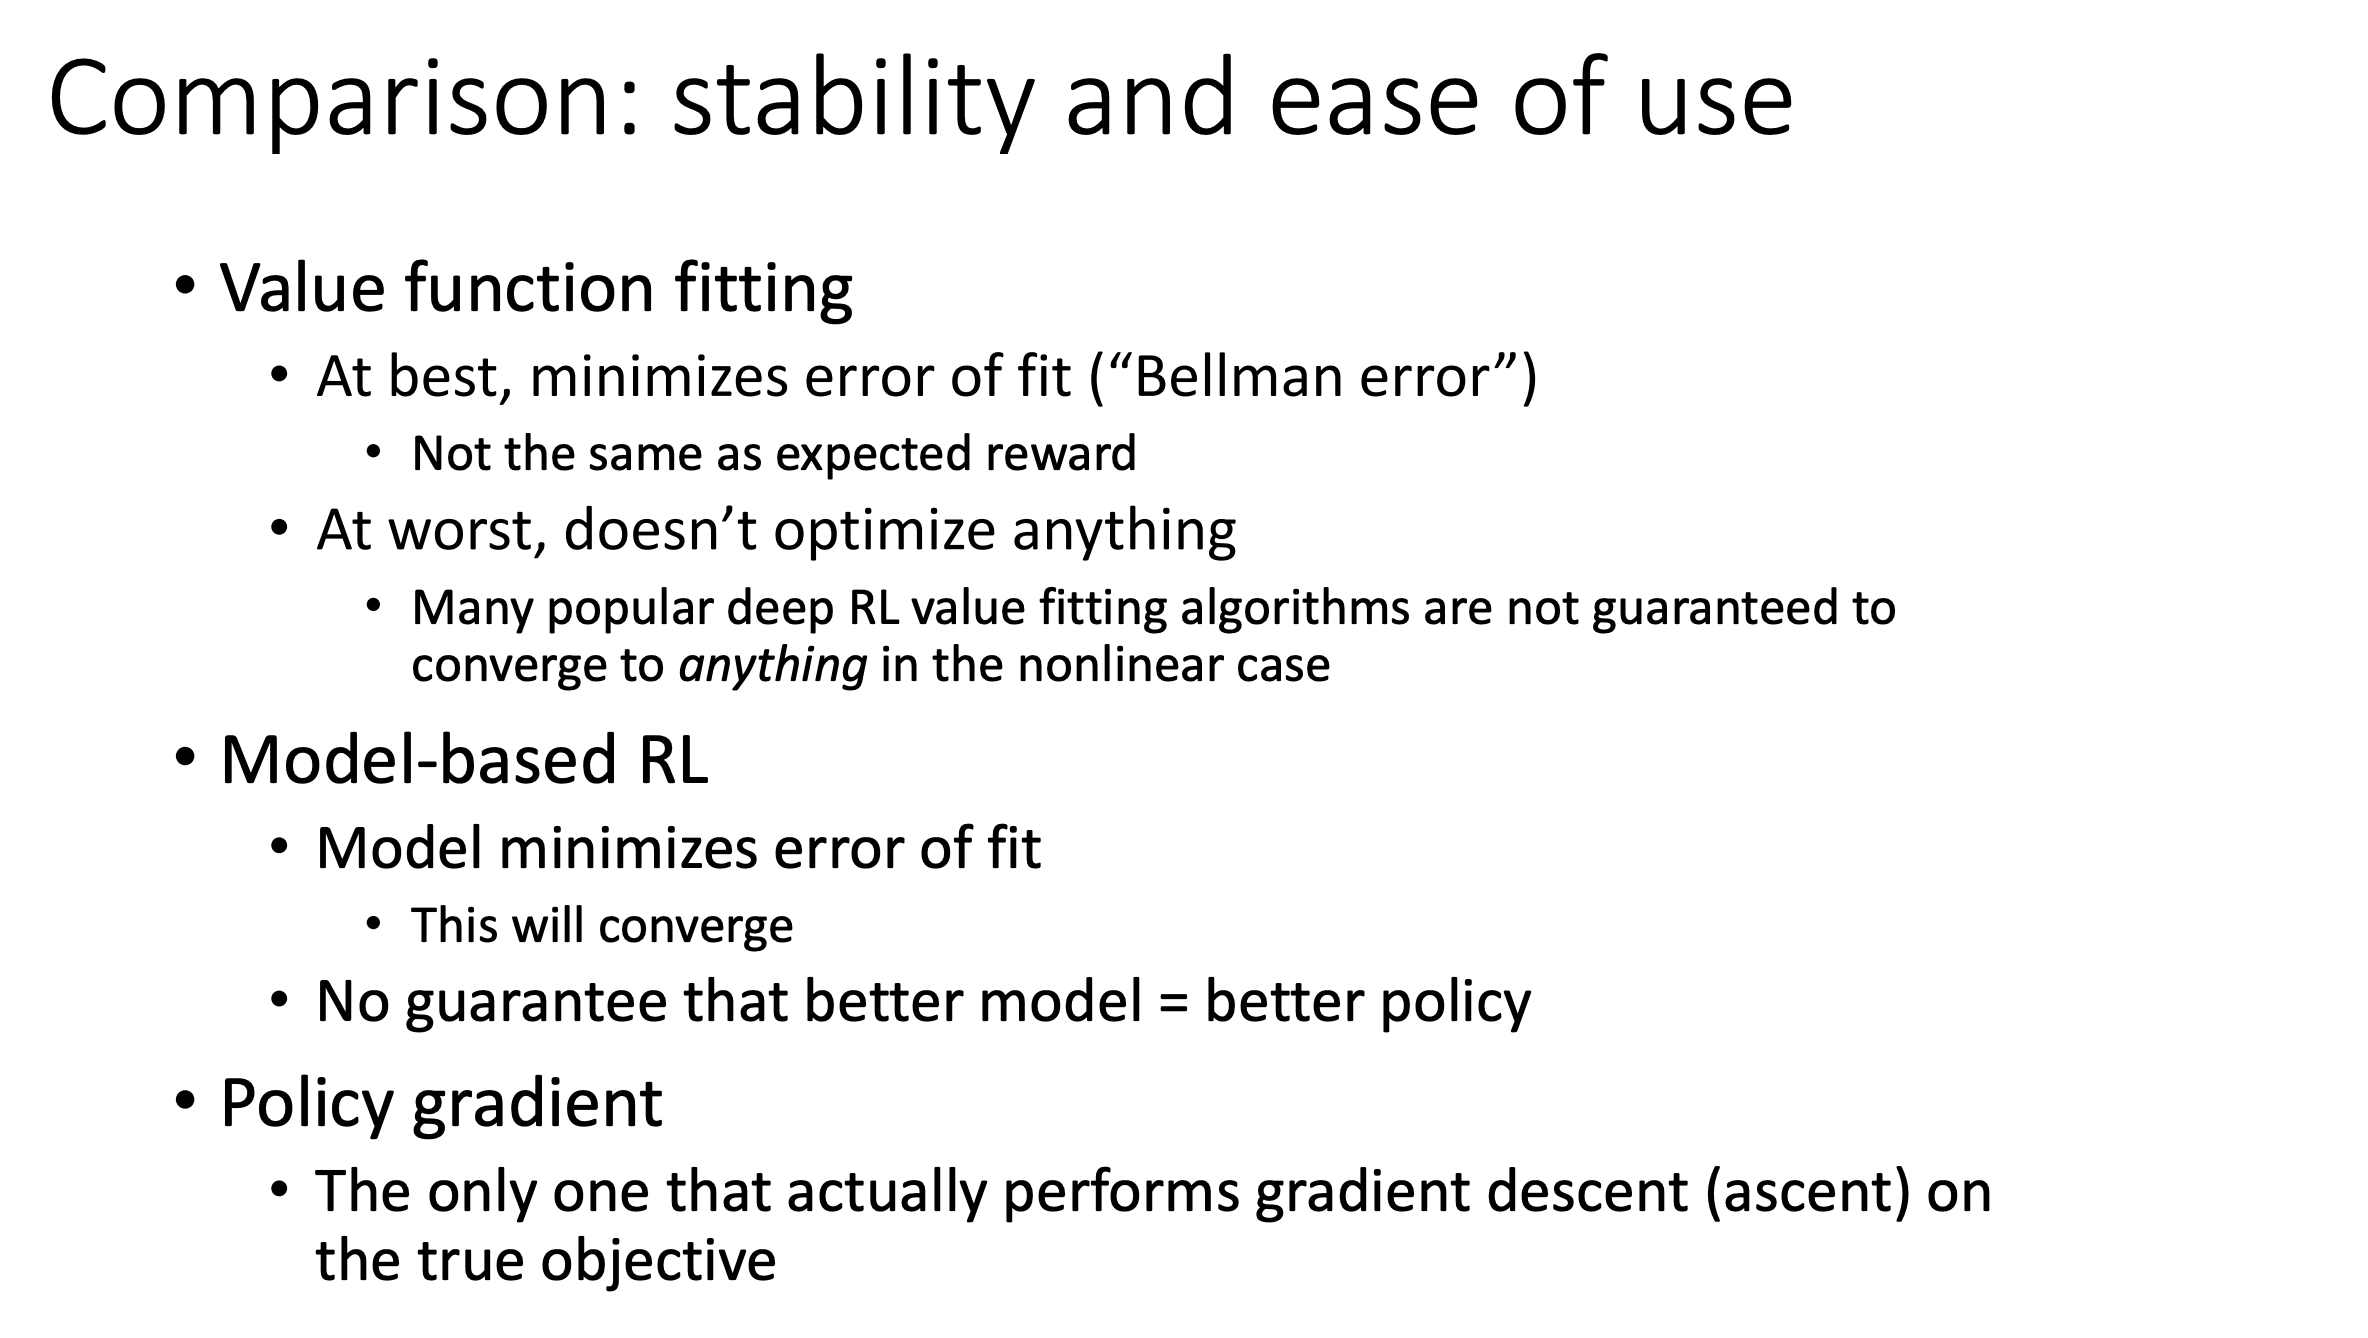 Comparison: stability and ease of use
• Value function fitting
• At best, minimizes error of fit (“Bellman error”)
• Not the same as expected reward
• At worst, doesn’t optimize anything
• Many popular deep RL value fitting algorithms are not guaranteed to
converge to anything in the nonlinear case
• Model-based RL
• Model minimizes error of fit
• This will converge
• No guarantee that better model = better policy
• Policy gradient
• The only one that actually performs gradient descent (ascent) on
the true objective